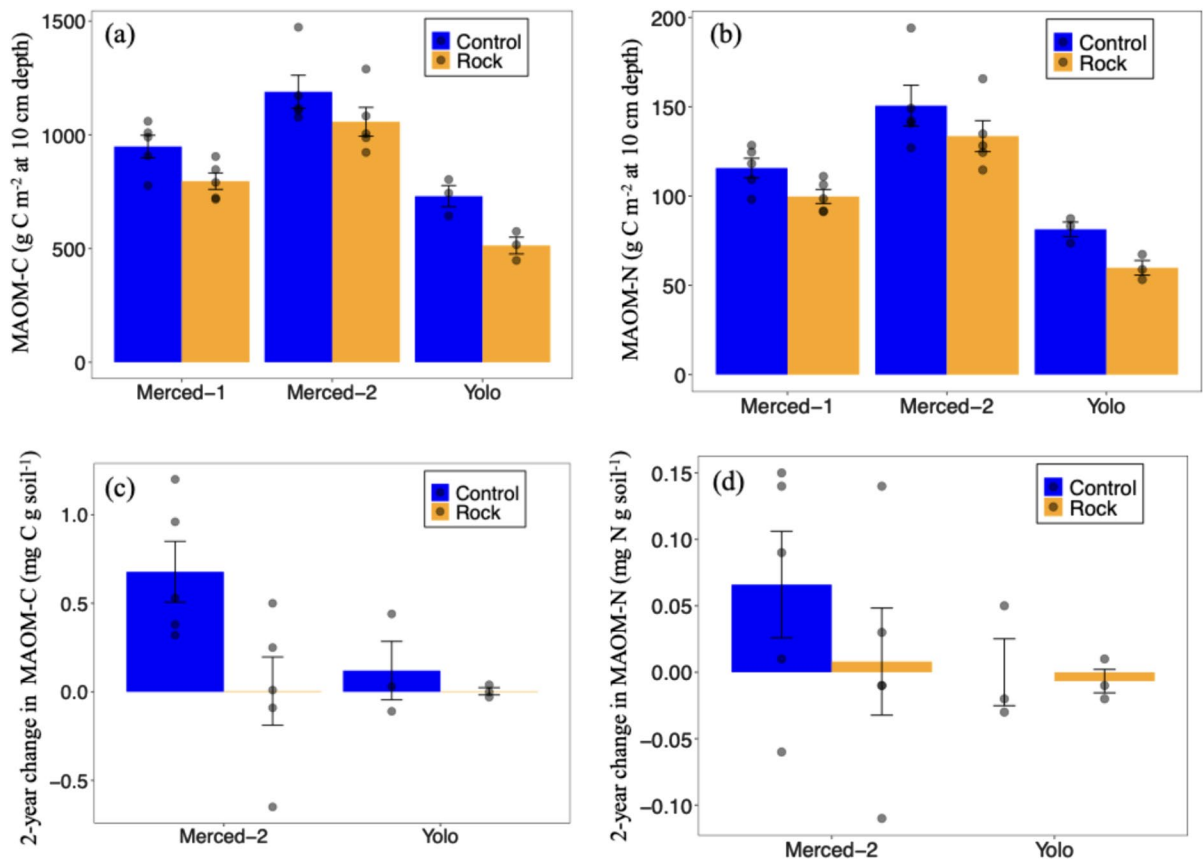 (a)
Control
Rock
MAOM-C (g C m⁻² at 10 cm depth)
1500
1000
500
0
Merced−1 Merced−2 Yolo
(b)
Control
Rock
MAOM-N (g C m⁻² at 10 cm depth)
200
150
100
50
0
Merced−1 Merced−2 Yolo
(c)
Control
Rock
2-year change in MAOM-C (mg C g soil⁻¹)
1.0
0.5
0.0
−0.5
Merced−2 Yolo
(d)
Control
Rock
2-year change in MAOM-N (mg N g soil⁻¹)
0.15
0.10
0.05
0.00
−0.05
−0.10
Merced−2 Yolo